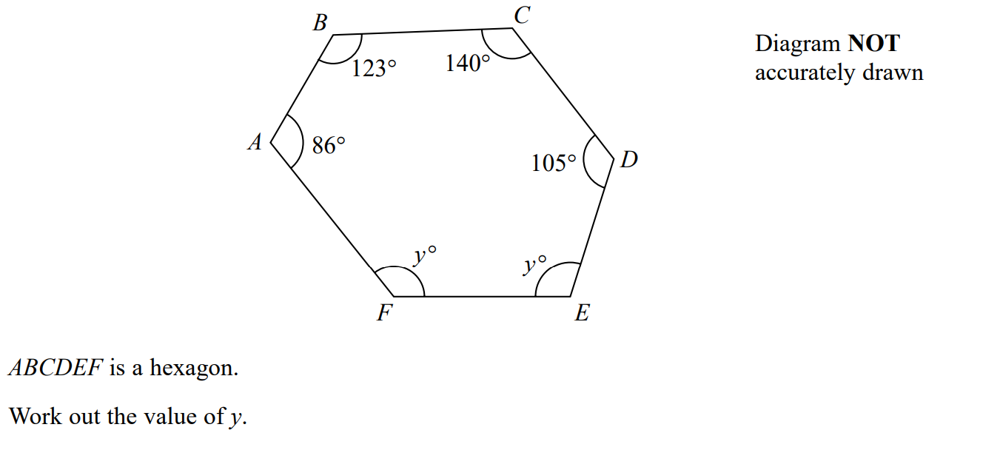 B
C
Diagram NOT
accurately drawn
123°
140°
A
86°
105°
D
y°
y°
F
E
ABCDEF is a hexagon.
Work out the value of y.